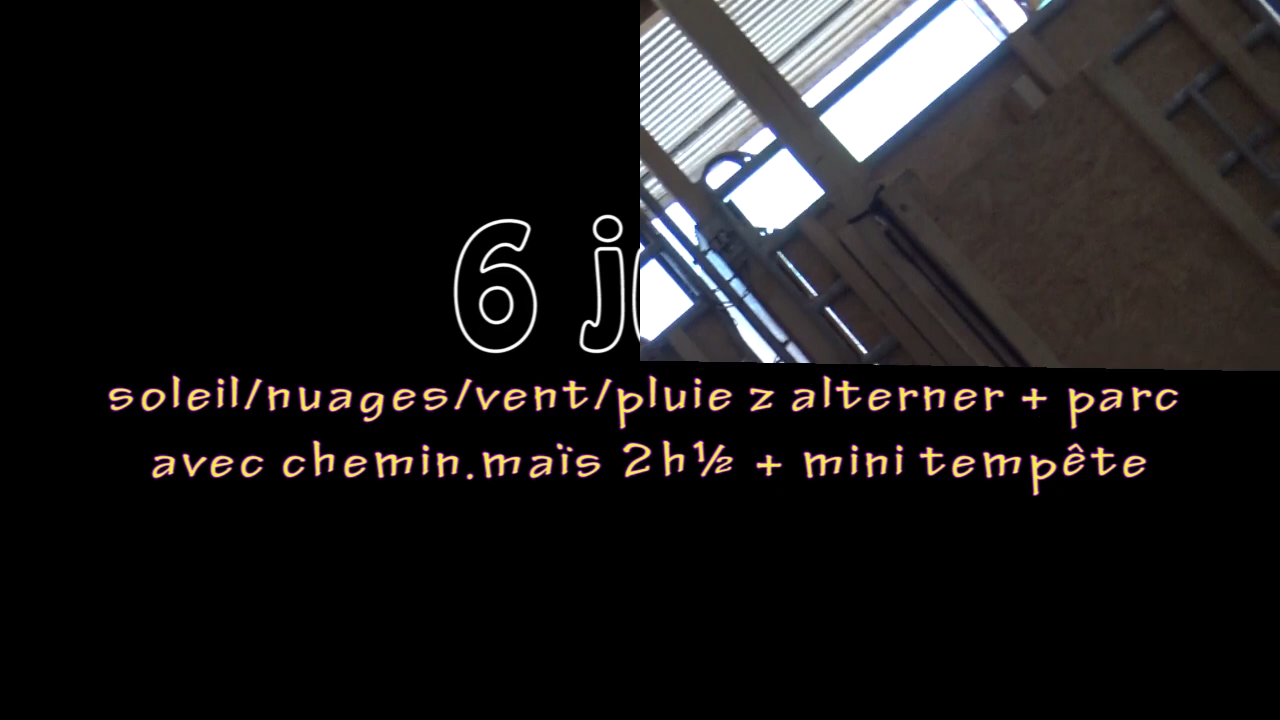 6
soleil/nuages/vent/pluie z alterner + parc
avec chemin.maïs 2h½ + mini tempête